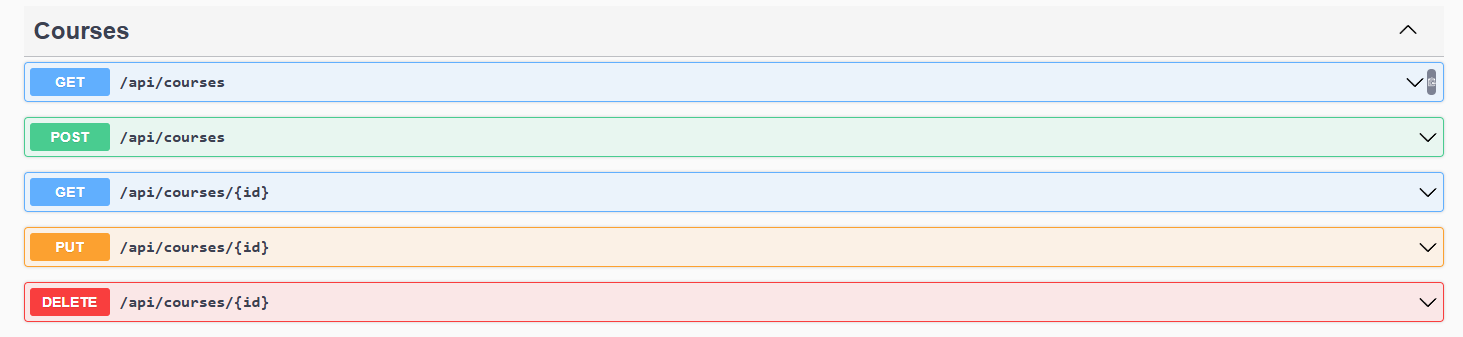 Courses
GET /api/courses
POST /api/courses
GET /api/courses/{id}
PUT /api/courses/{id}
DELETE /api/courses/{id}